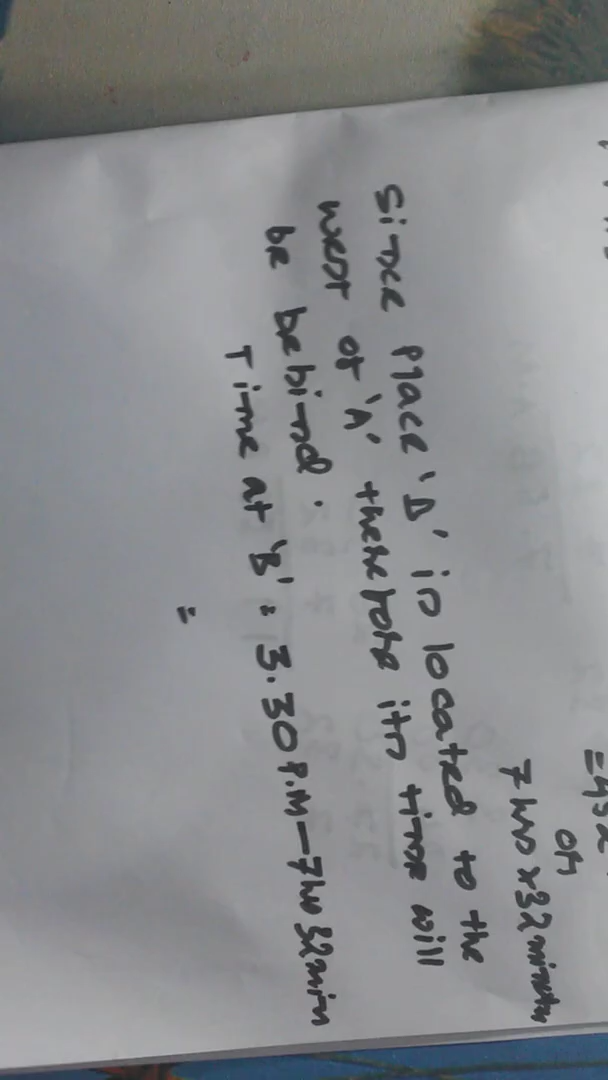 =452
or
7 hrs x 32 minutes
Since place 'B' is located to the
west of 'A' therefore its time will
be behind.
Time at 'B' = 3.30 P.M - 7 hrs 32 min
=